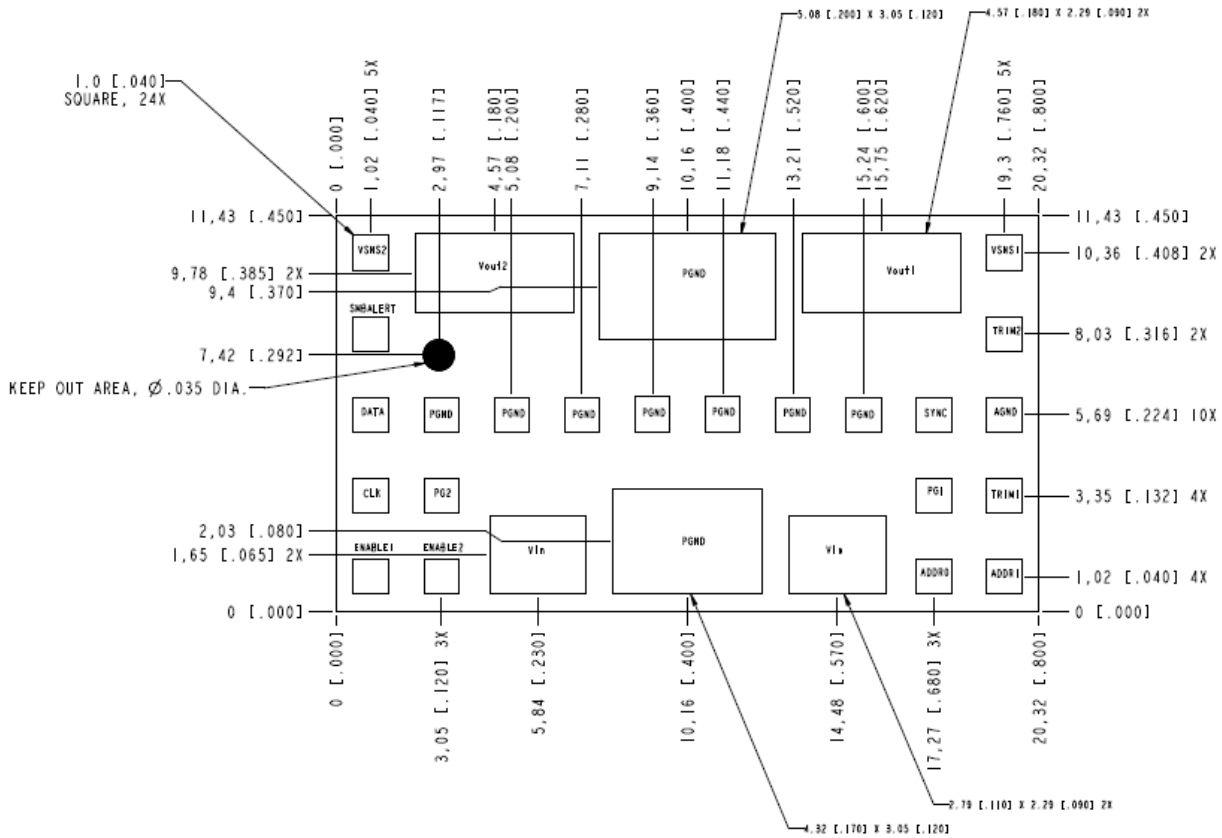 5.08 [.200] X 3.05 [.120]
4.57 [.180] X 2.29 [.090] 2X
1.0 [.040]
SQUARE, 24X
0 [.000]
1,02 [.040] 5X
2,97 [.117]
4,57 [.180]
5,08 [.200]
7,11 [.280]
9,14 [.360]
10,16 [.400]
11,18 [.440]
13,21 [.520]
15,24 [.600]
15,75 [.620]
19,3 [.760] 5X
20,32 [.800]
11,43 [.450]
11,43 [.450]
VSNS2
Vout2
PGND
Vout1
VSNS1
10,36 [.408] 2X
9,78 [.385] 2X
9,4 [.370]
SMBALERT
TRIM2
8,03 [.316] 2X
7,42 [.292]
KEEP OUT AREA, Ø.035 DIA.
DATA
PGND
PGND
PGND
PGND
PGND
PGND
PGND
SYNC
AGND
5,69 [.224] 10X
CLK
PG2
PG1
TRIM1
3,35 [.132] 4X
2,03 [.080]
1,65 [.065] 2X
ENABLE1
ENABLE2
Vin
PGND
Vin
ADDR0
ADDR1
1,02 [.040] 4X
0 [.000]
0 [.000]
0 [.000]
3,05 [.120] 3X
5,84 [.230]
10,16 [.400]
14,48 [.570]
17,27 [.680] 3X
20,32 [.800]
2.79 [.110] X 2.29 [.090] 2X
4.32 [.170] X 3.05 [.120]